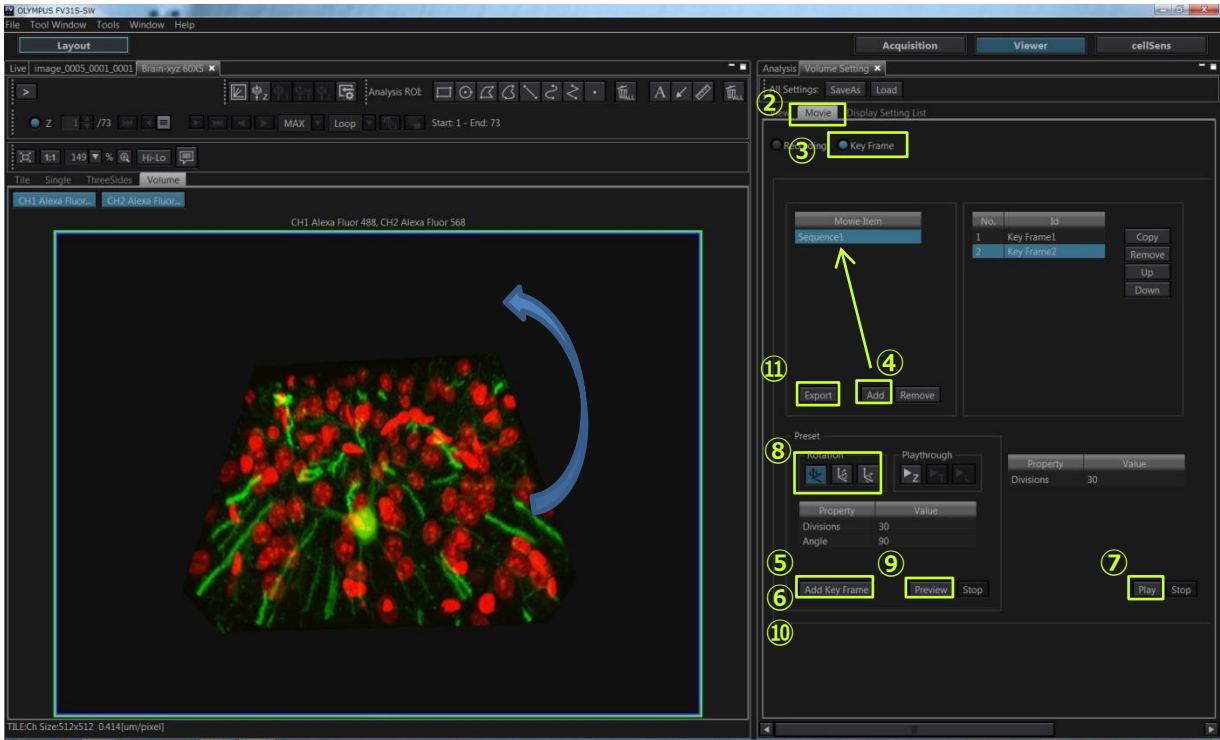 FV OLYMPUS FV31S-SW
File Tool Window Tools Window Help
Layout
Acquisition Viewer cellSens
Live image_0005_0001_0001 Brain-xyz 60XS ×
Analysis Volume Setting ×
> Z Analysis ROI: ALL A ALL
All Settings: SaveAs Load
Z 1 /73 MAX Loop Start: 1 - End: 73
② Movie Display Setting List
③ Key Frame
1:1 149 % Hi-Lo
Tile Single ThreeSides Volume
CH1 Alexa Fluor... CH2 Alexa Fluor...
CH1 Alexa Fluor 488, CH2 Alexa Fluor 568
Movie Item
Sequence1
No. Id
1 Key Frame1
2 Key Frame2
Copy
Remove
Up
Down
④
⑪
Export Add Remove
Preset
⑧ Rotation Playthrough
Z T L
Property Value
Divisions 30
Angle 90
Property Value
Divisions 30
⑤ ⑨ ⑦
Add Key Frame Preview Stop Play Stop
⑥
⑩
TILE:Ch Size:512x512 0.414[um/pixel]